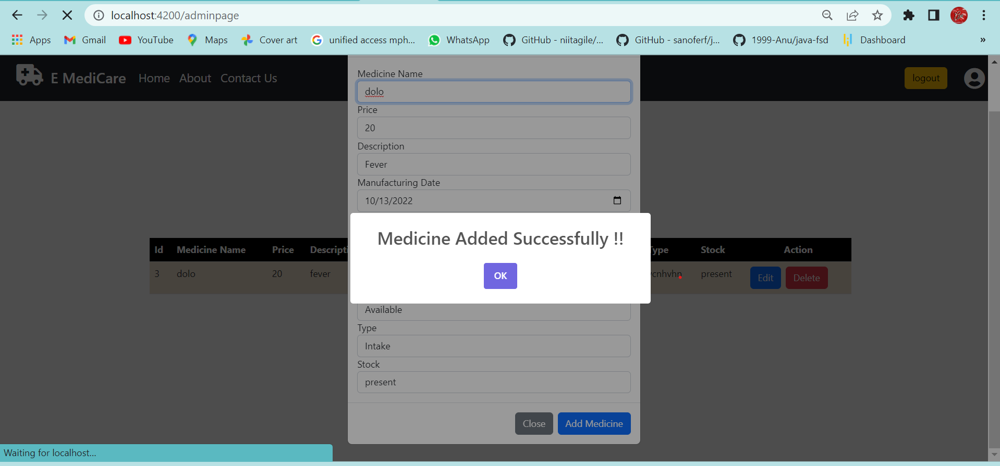 localhost:4200/adminpage
Apps Gmail YouTube Maps Cover art unified access mph... WhatsApp GitHub - niitagile/... GitHub - sanoferf/j... 1999-Anu/java-fsd Dashboard »
E MediCare Home About Contact Us logout
Medicine Name
dolo
Price
20
Description
Fever
Manufacturing Date
10/13/2022
Medicine Added Successfully !!
OK
Id Medicine Name Price Descripti Type Stock Action
3 dolo 20 fever vcnhvhn present Edit Delete
Available
Type
Intake
Stock
present
Close Add Medicine
Waiting for localhost...